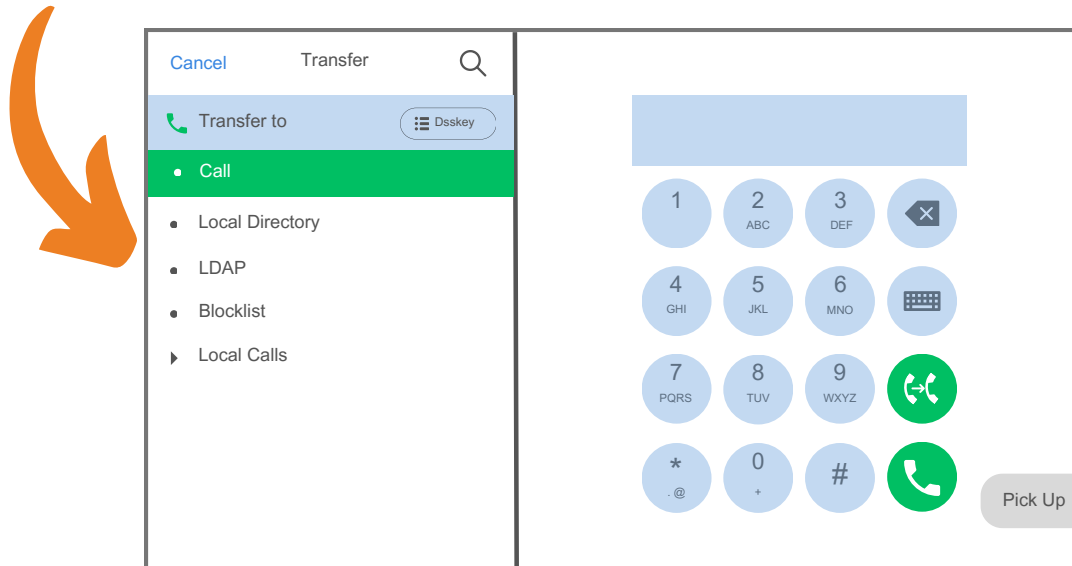 Cancel Transfer
Transfer to Dsskey
Call
Local Directory
LDAP
Blocklist
Local Calls
1 2 3
ABC DEF
4 5 6
GHI JKL MNO
7 8 9
PQRS TUV WXYZ
* 0 #
. @ +
Pick Up